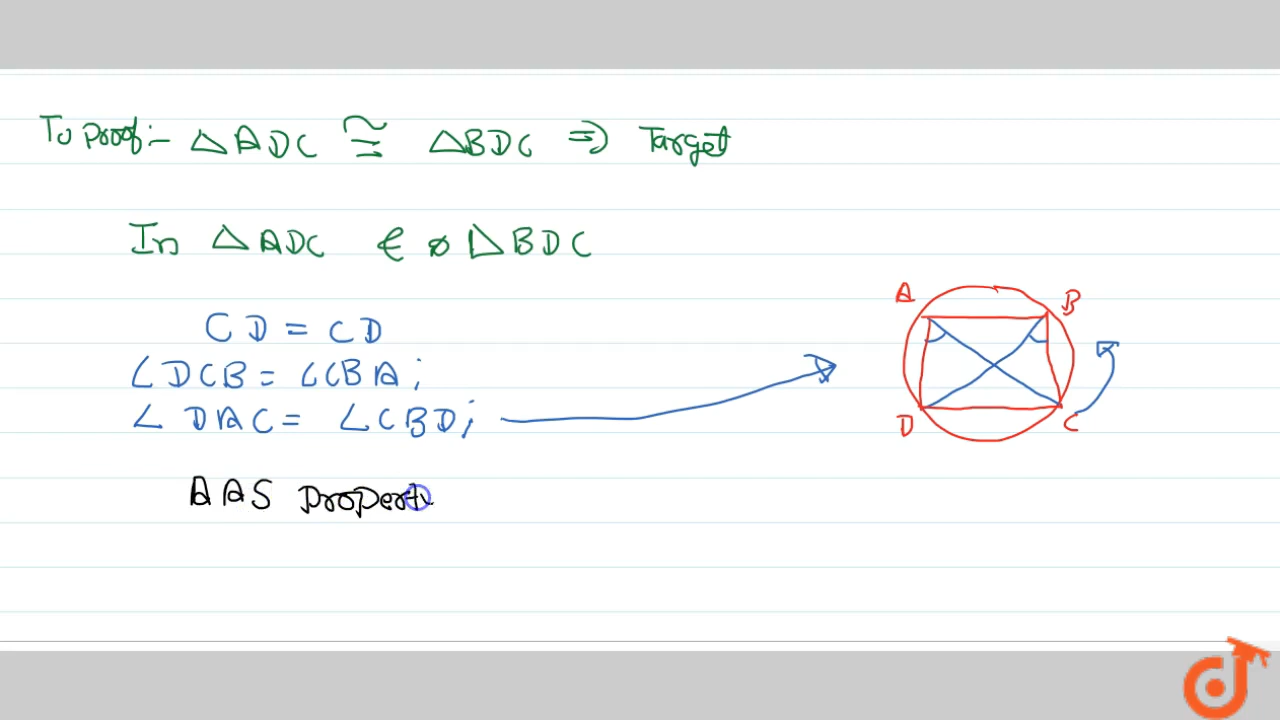 To Proof:- △ADC ≅ △BDC ⇒ Target
In △ADC & △BDC
CD = CD
∠DCB = ∠CBA;
∠DAC = ∠CBD;
A
B
D
C
AAS Property